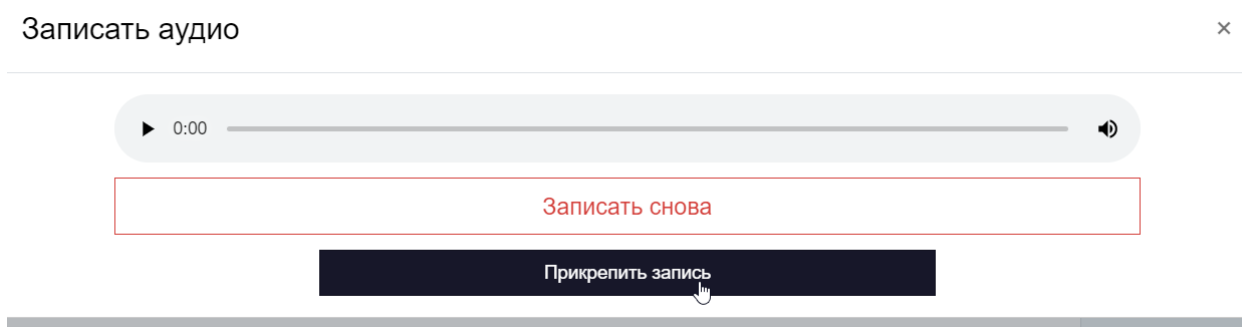 Записать аудио
×
0:00
Записать снова
Прикрепить запись